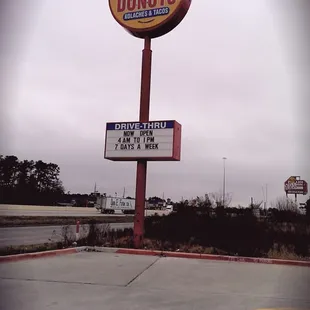 DONUTS
KOLACHES & TACOS
DRIVE-THRU
NOW OPEN
4 AM TO 1 PM
7 DAYS A WEEK